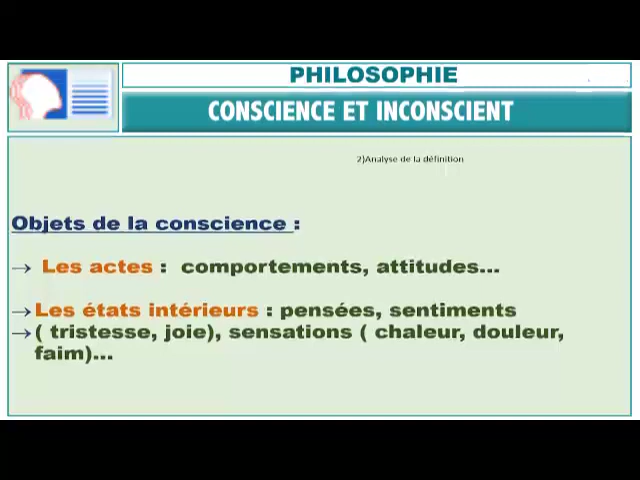 PHILOSOPHIE
CONSCIENCE ET INCONSCIENT
2)Analyse de la définition
Objets de la conscience :
→ Les actes : comportements, attitudes...
→ Les états intérieurs : pensées, sentiments
→ ( tristesse, joie), sensations ( chaleur, douleur,
faim)...